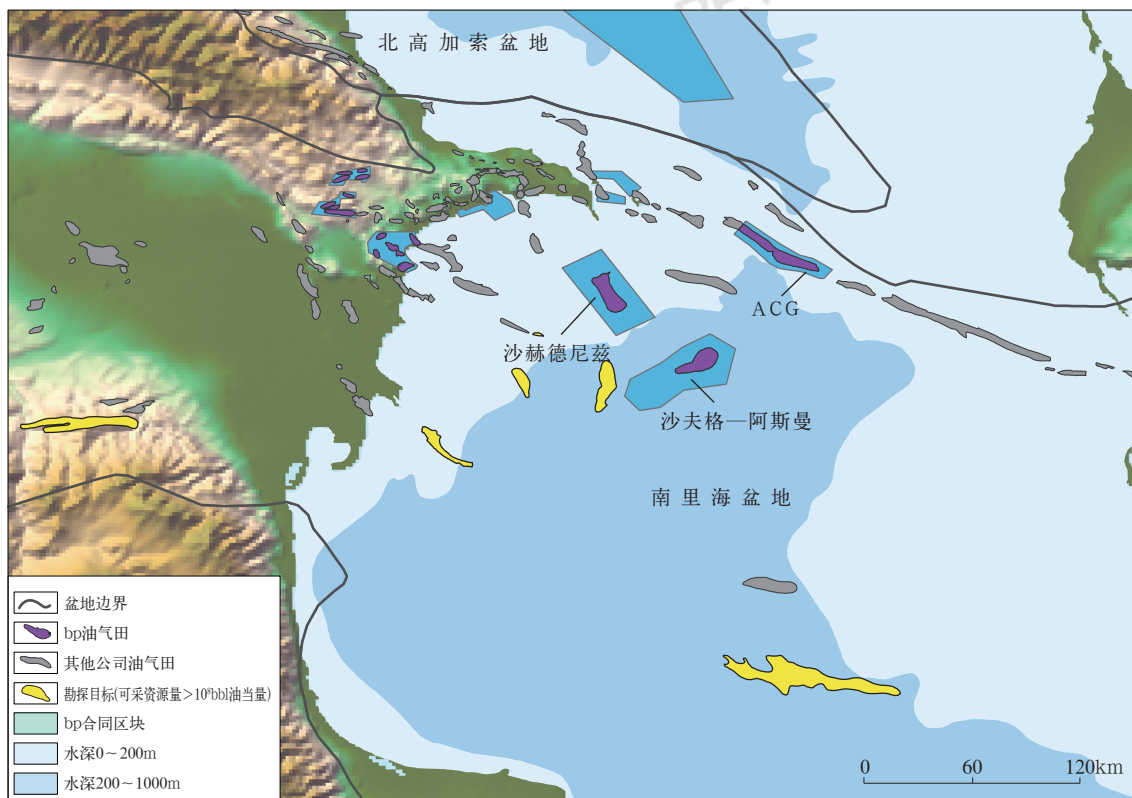 北高加索盆地
ACG
沙赫德尼兹
沙夫格—阿斯曼
南里海盆地
盆地边界
bp油气田
其他公司油气田
勘探目标(可采资源量>10⁸bbl油当量)
bp合同区块
水深0~200m
水深200~1000m
0 60 120km